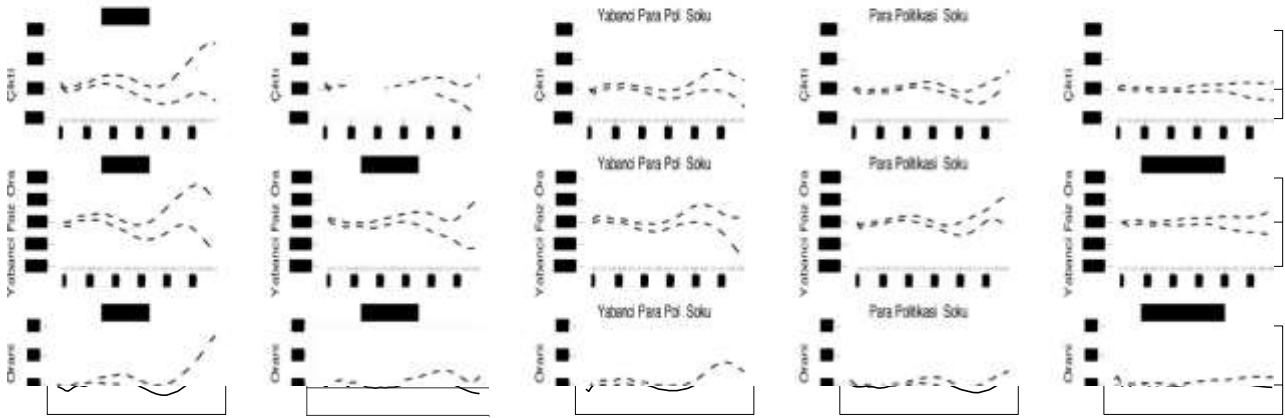 Yabanci Para Pol Soku
Para Politikasi Soku
Çikti
Çikti
Çikti
Çikti
Çikti
Yabanci Para Pol Soku
Para Politikasi Soku
Yabanci Faiz Ora
Yabanci Faiz Ora
Yabanci Faiz Ora
Yabanci Faiz Ora
Yabanci Faiz Ora
Yabanci Para Pol Soku
Para Politikasi Soku
Orani
Orani
Orani
Orani
Orani